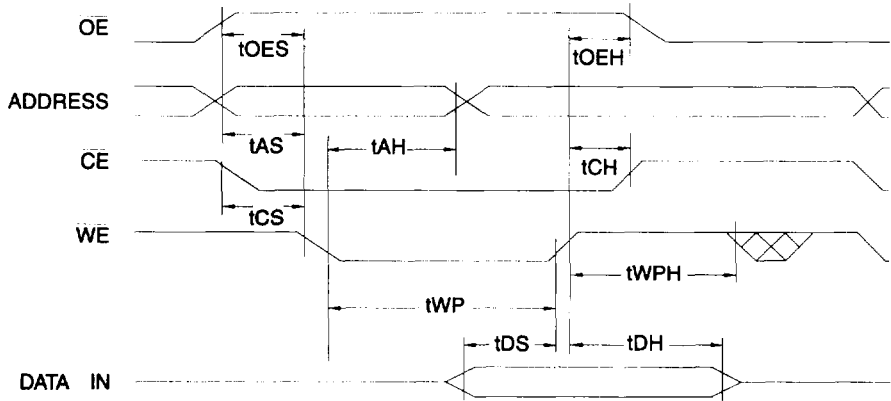 OE
tOES
tOEH
ADDRESS
tAS
tAH
CE
tCH
tCS
WE
tWPH
tWP
tDS
tDH
DATA IN